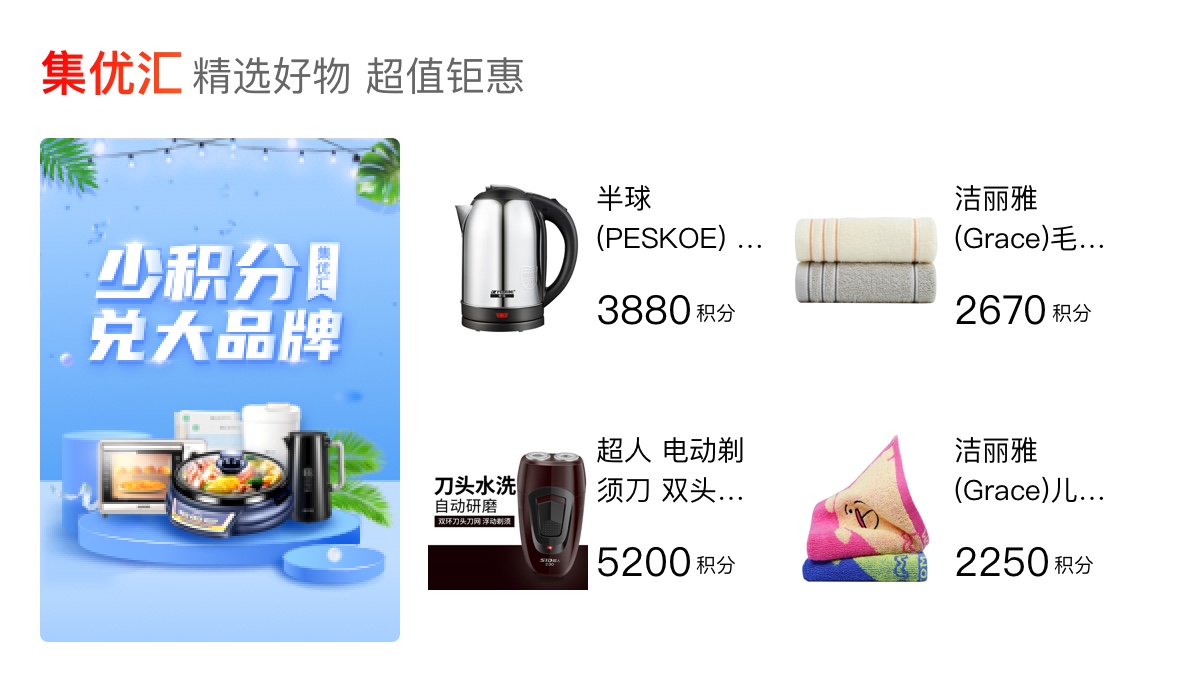 集优汇 精选好物 超值钜惠
少积分
集优汇
兑大品牌
半球
(PESKOE) ...
3880 积分
洁丽雅
(Grace)毛...
2670 积分
刀头水洗
自动研磨
双环刀头刀网 浮动剃须
超人 电动剃
须刀 双头...
5200 积分
洁丽雅
(Grace)儿...
2250 积分